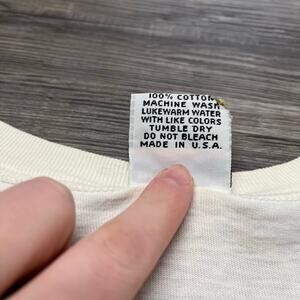 100% COTTON
MACHINE WASH
LUKEWARM WATER
WITH LIKE COLORS
TUMBLE DRY
DO NOT BLEACH
MADE IN U.S.A.